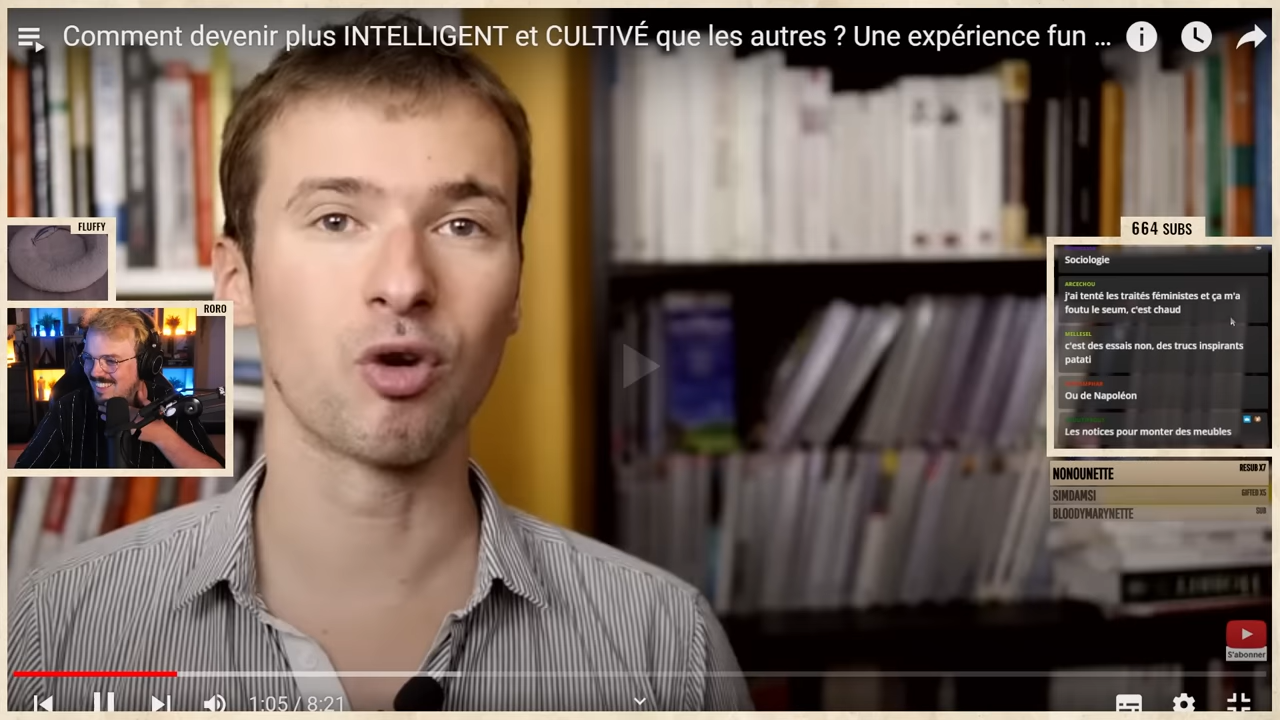 Comment devenir plus INTELLIGENT et CULTIVÉ que les autres ? Une expérience fun ...
FLUFFY
RORO
664 SUBS
Sociologie
ARCECHOU
j'ai tenté les traités féministes et ça m'a
foutu le seum, c'est chaud
MELLESEL
c'est des essais non, des trucs inspirants
patati
Ou de Napoléon
Les notices pour monter des meubles
NONOUNETTE RESUB X7
SIMDAMSI GIFTED X5
BLOODYMARYNETTE SUB
S'abonner
1:05 / 8:21